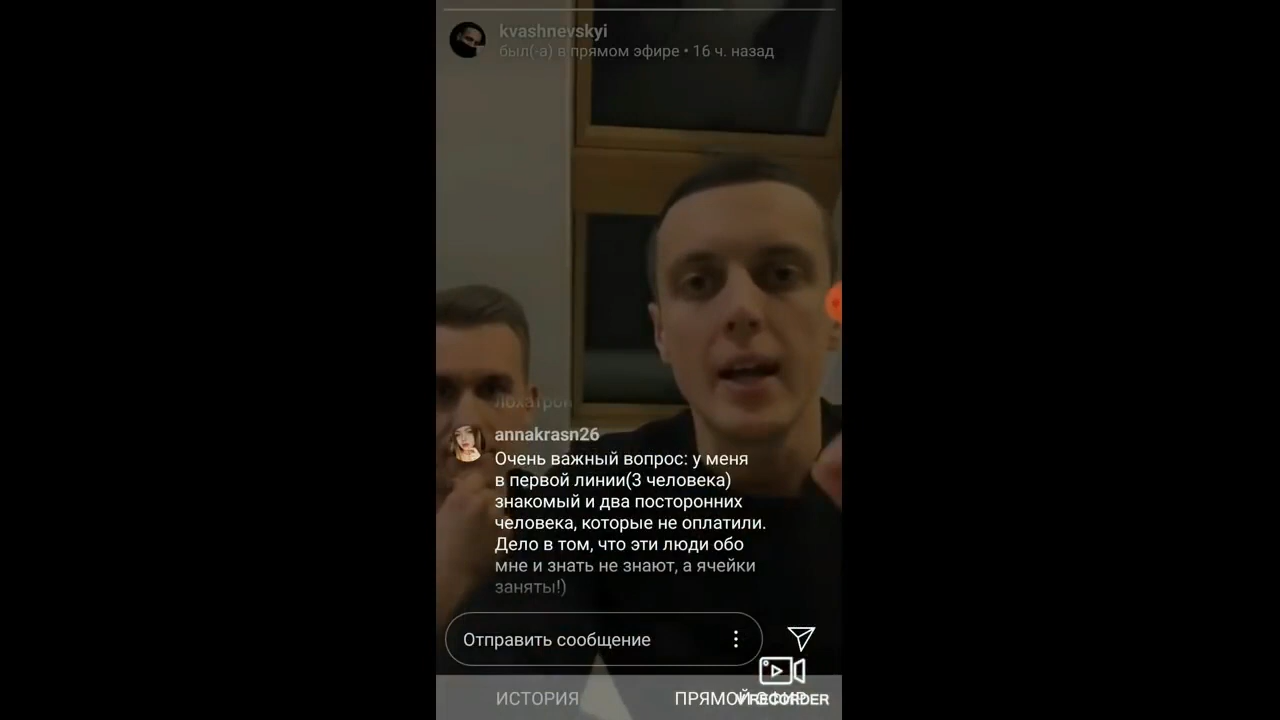 kvashnevskyi
был(-а) в прямом эфире • 16 ч. назад
лохатрон
annakrasn26
Очень важный вопрос: у меня
в первой линии(3 человека)
знакомый и два посторонних
человека, которые не оплатили.
Дело в том, что эти люди обо
мне и знать не знают, а ячейки
заняты!)
Отправить сообщение
ИСТОРИЯ
ПРЯМОЙ ЭФИР
VRECORDER